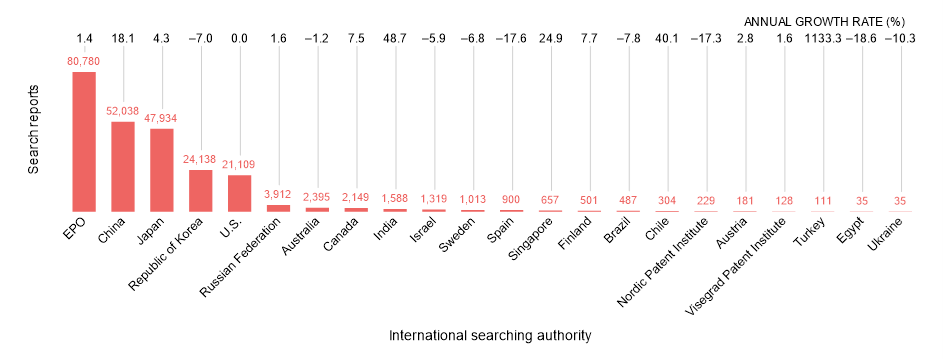 ANNUAL GROWTH RATE (%)
1.4 18.1 4.3 –7.0 0.0 1.6 –1.2 7.5 48.7 –5.9 –6.8 –17.6 24.9 7.7 –7.8 40.1 –17.3 2.8 1.6 1133.3 –18.6 –10.3
Search reports
80,780 52,038 47,934 24,138 21,109 3,912 2,395 2,149 1,588 1,319 1,013 900 657 501 487 304 229 181 128 111 35 35
EPO
China
Japan
Republic of Korea
U.S.
Russian Federation
Australia
Canada
India
Israel
Sweden
Spain
Singapore
Finland
Brazil
Chile
Nordic Patent Institute
Austria
Visegrad Patent Institute
Turkey
Egypt
Ukraine
International searching authority